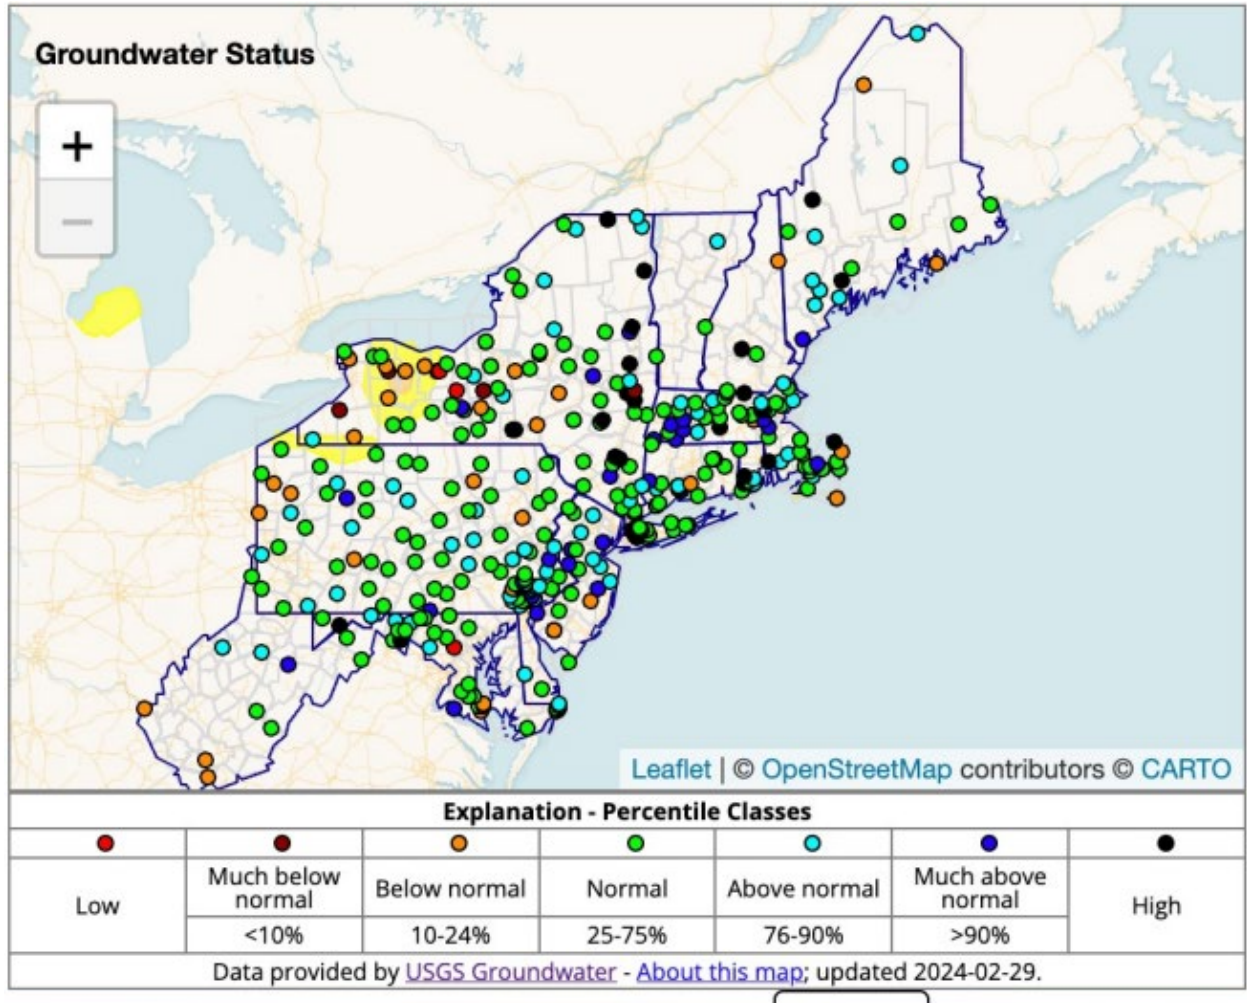 Groundwater Status
+
−
Leaflet | © OpenStreetMap contributors © CARTO
Explanation - Percentile Classes
Low
Much below normal
<10%
Below normal
10-24%
Normal
25-75%
Above normal
76-90%
Much above normal
>90%
High
Data provided by USGS Groundwater - About this map; updated 2024-02-29.